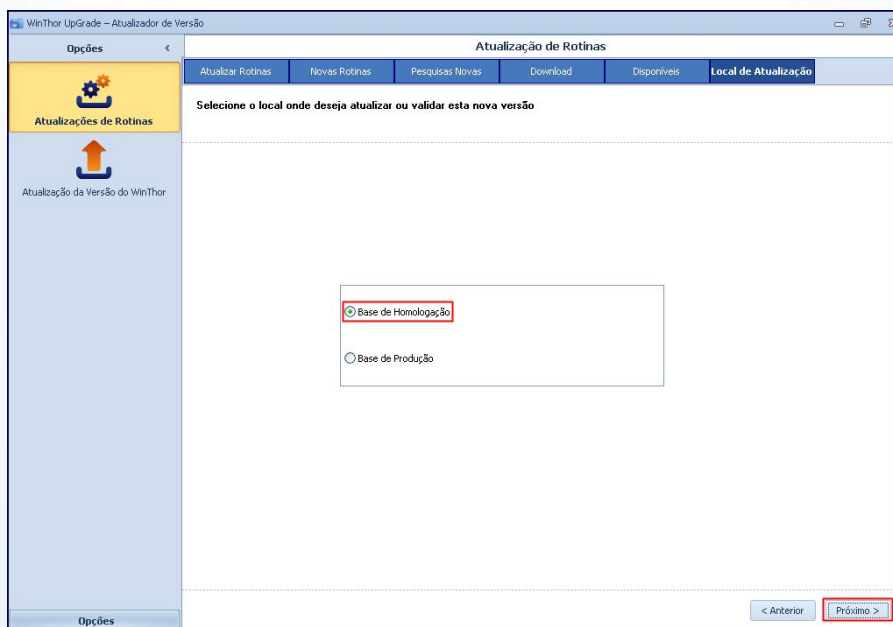 WinThor UpGrade – Atualizador de Versão
Opções <
Atualizações de Rotinas
Atualização da Versão do WinThor
Opções
Atualização de Rotinas
Atualizar Rotinas Novas Rotinas Pesquisas Novas Download Disponíveis Local de Atualização
Selecione o local onde deseja atualizar ou validar esta nova versão
Base de Homologação
Base de Produção
< Anterior Próximo >